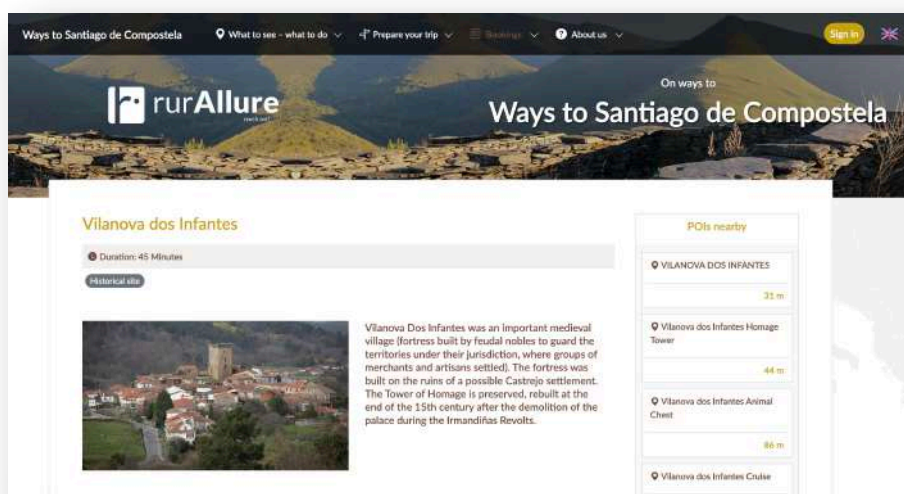 Ways to Santiago de Compostela
What to see – what to do
Prepare your trip
Bookings
About us
Sign in
rurAllure
On ways to
Ways to Santiago de Compostela
Vilanova dos Infantes
Duration: 45 Minutes
Historical site
Vilanova Dos Infantes was an important medieval
village (fortress built by feudal nobles to guard the
territories under their jurisdiction, where groups of
merchants and artisans settled). The fortress was
built on the ruins of a possible Castrejo settlement.
The Tower of Homage is preserved, rebuilt at the
end of the 15th century after the demolition of the
palace during the Irmandiñas Revolts.
POIs nearby
VILANOVA DOS INFANTES
31 m
Vilanova dos Infantes Homage
Tower
44 m
Vilanova dos Infantes Animal
Chest
86 m
Vilanova dos Infantes Cruise